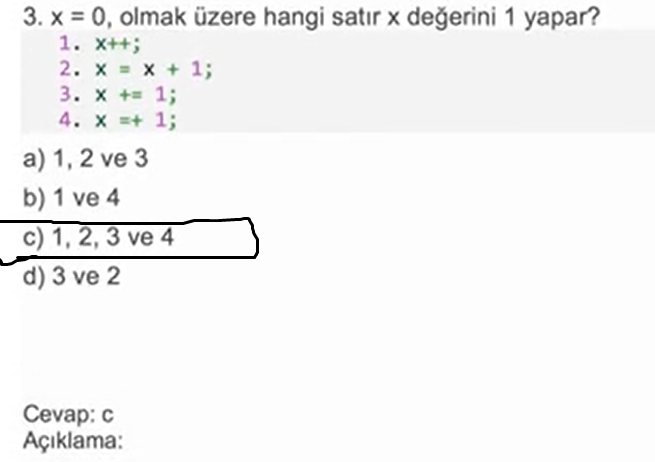 3. x = 0, olmak üzere hangi satır x değerini 1 yapar?
1. x++;
2. x = x + 1;
3. x += 1;
4. x =+ 1;
a) 1, 2 ve 3
b) 1 ve 4
c) 1, 2, 3 ve 4
d) 3 ve 2
Cevap: c
Açıklama: